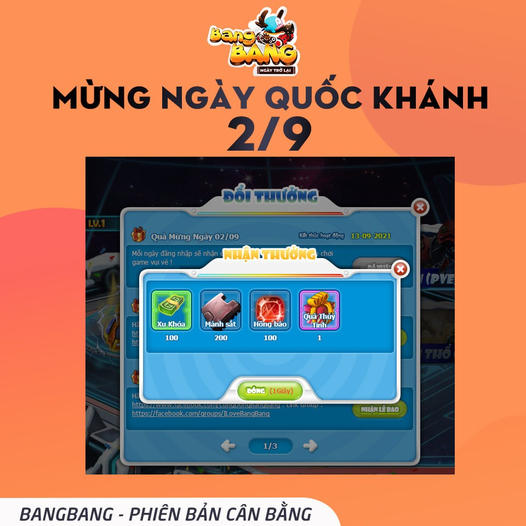 Bang
BANG
NGÀY TRỞ LẠI
MỪNG NGÀY QUỐC KHÁNH
2/9
ĐỔI THƯỞNG
LV.1
Quà Mừng Ngày 02/09
Kết thúc hoạt động 13-09-2021
Mỗi ngày đăng nhập sẽ nhận
chơi
game vui vẻ !
NHẬN THƯỞNG
(PVE
Xu Khóa
Mảnh sắt
Hồng bảo
Quà Thủy Tinh
100
200
100
1
ĐÓNG (1Giây)
https://facebook.com/groups/ILoveBangBang
NHẬN LỄ BAO
1/3
BANGBANG - PHIÊN BẢN CÂN BẰNG